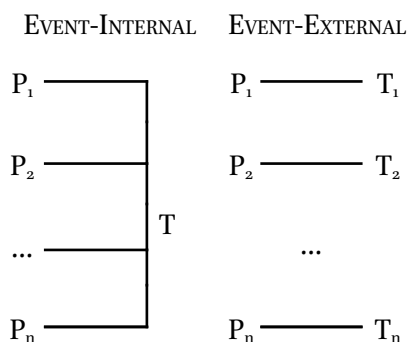 EVENT-INTERNAL EVENT-EXTERNAL
P₁ P₁ T₁
P₂ P₂ T₂
T
... ...
Pₙ Pₙ Tₙ